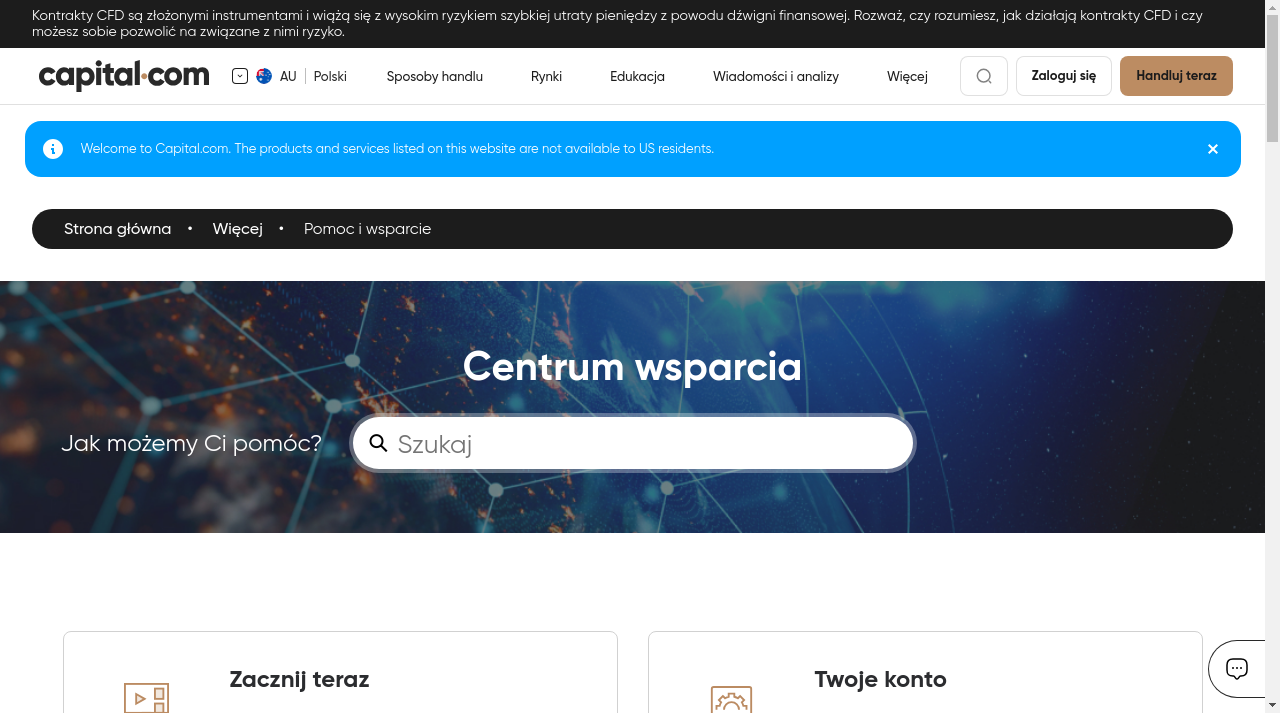 Kontrakty CFD są złożonymi instrumentami i wiążą się z wysokim ryzykiem szybkiej utraty pieniędzy z powodu dźwigni finansowej. Rozważ, czy rozumiesz, jak działają kontrakty CFD i czy
możesz sobie pozwolić na związane z nimi ryzyko.
capital.com AU Polski Sposoby handlu Rynki Edukacja Wiadomości i analizy Więcej Zaloguj się Handluj teraz
Welcome to Capital.com. The products and services listed on this website are not available to US residents.
Strona główna • Więcej • Pomoc i wsparcie
Centrum wsparcia
Jak możemy Ci pomóc? Szukaj
Zacznij teraz Twoje konto